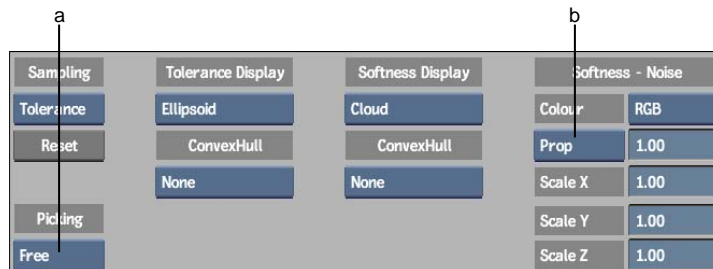 a b
Sampling Tolerance Display Softness Display Softness - Noise
Tolerance Ellipsoid Cloud Colour RGB
Reset ConvexHull ConvexHull Prop 1.00
None None Scale X 1.00
Picking Scale Y 1.00
Free Scale Z 1.00